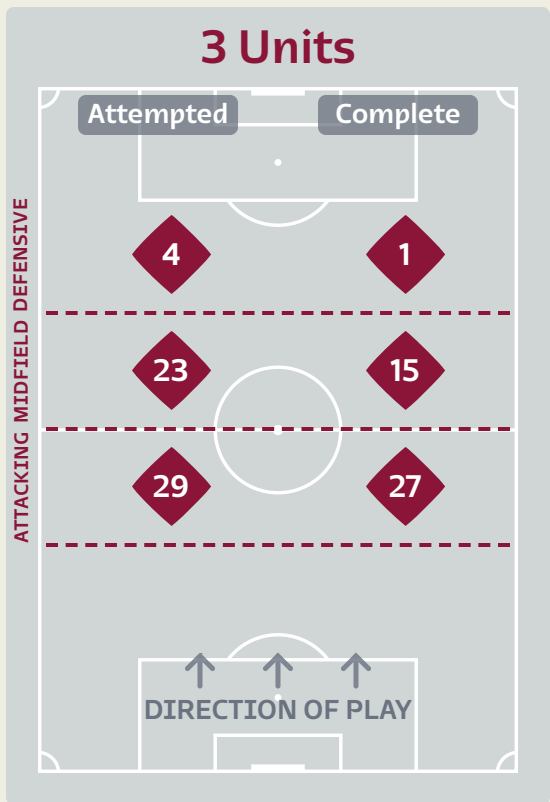 3 Units
Attempted Complete
ATTACKING MIDFIELD DEFENSIVE
4 1
23 15
29 27
DIRECTION OF PLAY